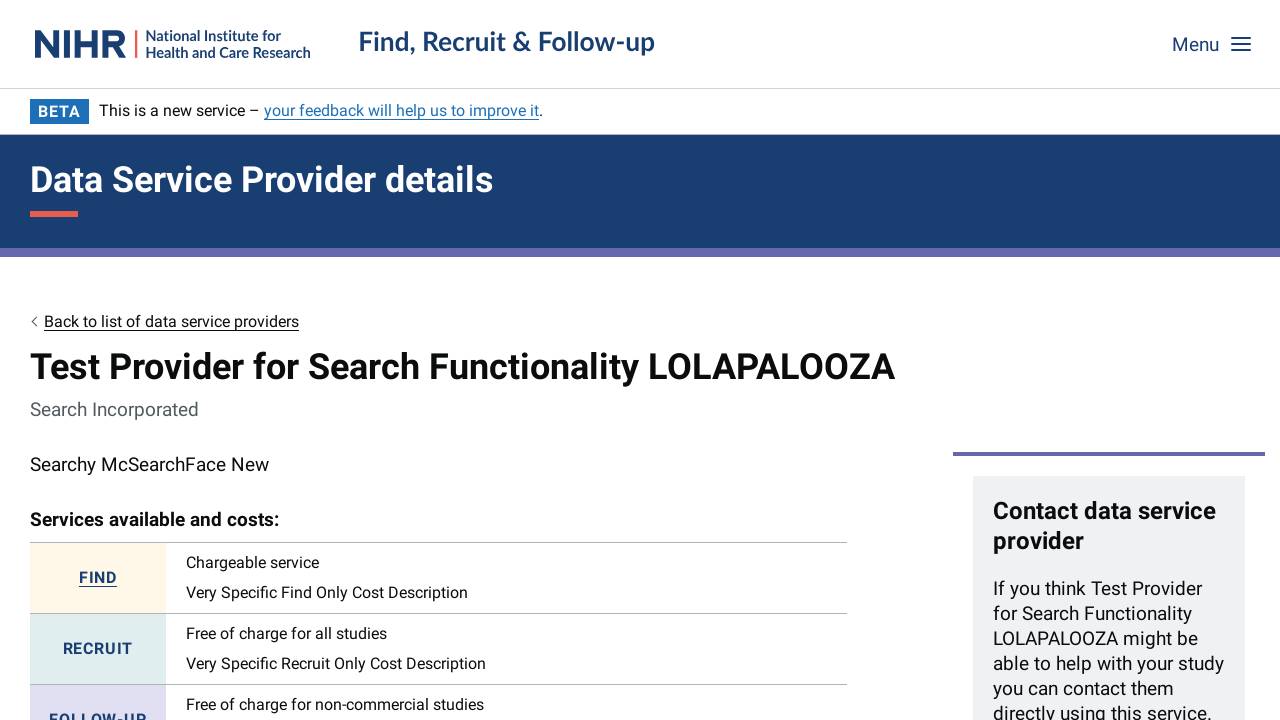 NIHR
National Institute for
Health and Care Research
Find, Recruit & Follow-up
Menu
BETA
This is a new service – your feedback will help us to improve it.
Data Service Provider details
Back to list of data service providers
Test Provider for Search Functionality LOLAPALOOZA
Search Incorporated
Searchy McSearchFace New
Services available and costs:
FIND
Chargeable service
Very Specific Find Only Cost Description
RECRUIT
Free of charge for all studies
Very Specific Recruit Only Cost Description
FOLLOW-UP
Free of charge for non-commercial studies
Contact data service
provider
If you think Test Provider
for Search Functionality
LOLAPALOOZA might be
able to help with your study
you can contact them
directly using this service.